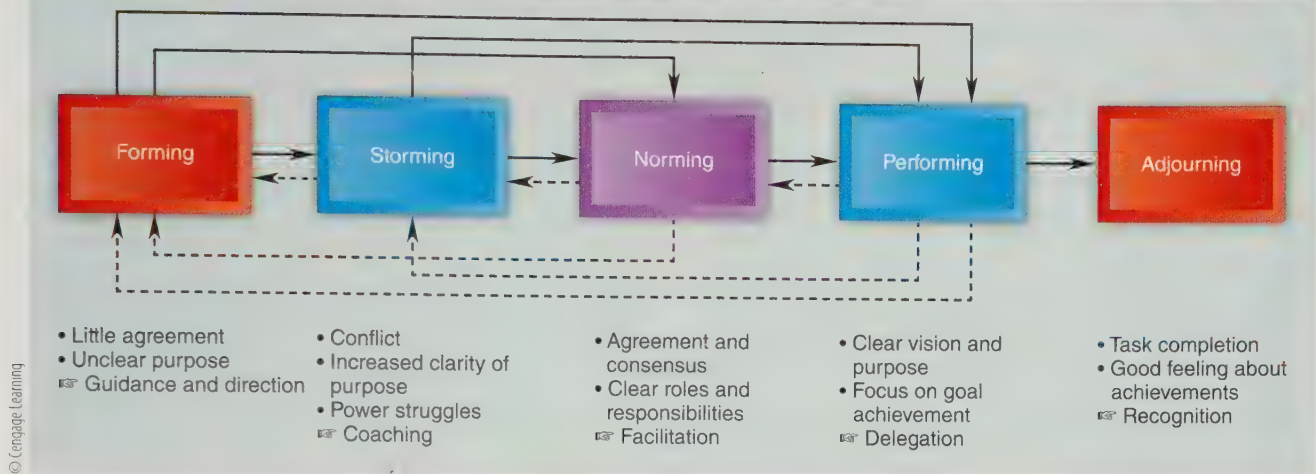 Forming
Storming
Norming
Performing
Adjourning
• Little agreement
• Unclear purpose
☞ Guidance and direction
• Conflict
• Increased clarity of
purpose
• Power struggles
☞ Coaching
• Agreement and
consensus
• Clear roles and
responsibilities
☞ Facilitation
• Clear vision and
purpose
• Focus on goal
achievement
☞ Delegation
• Task completion
• Good feeling about
achievements
☞ Recognition
© Cengage Learning